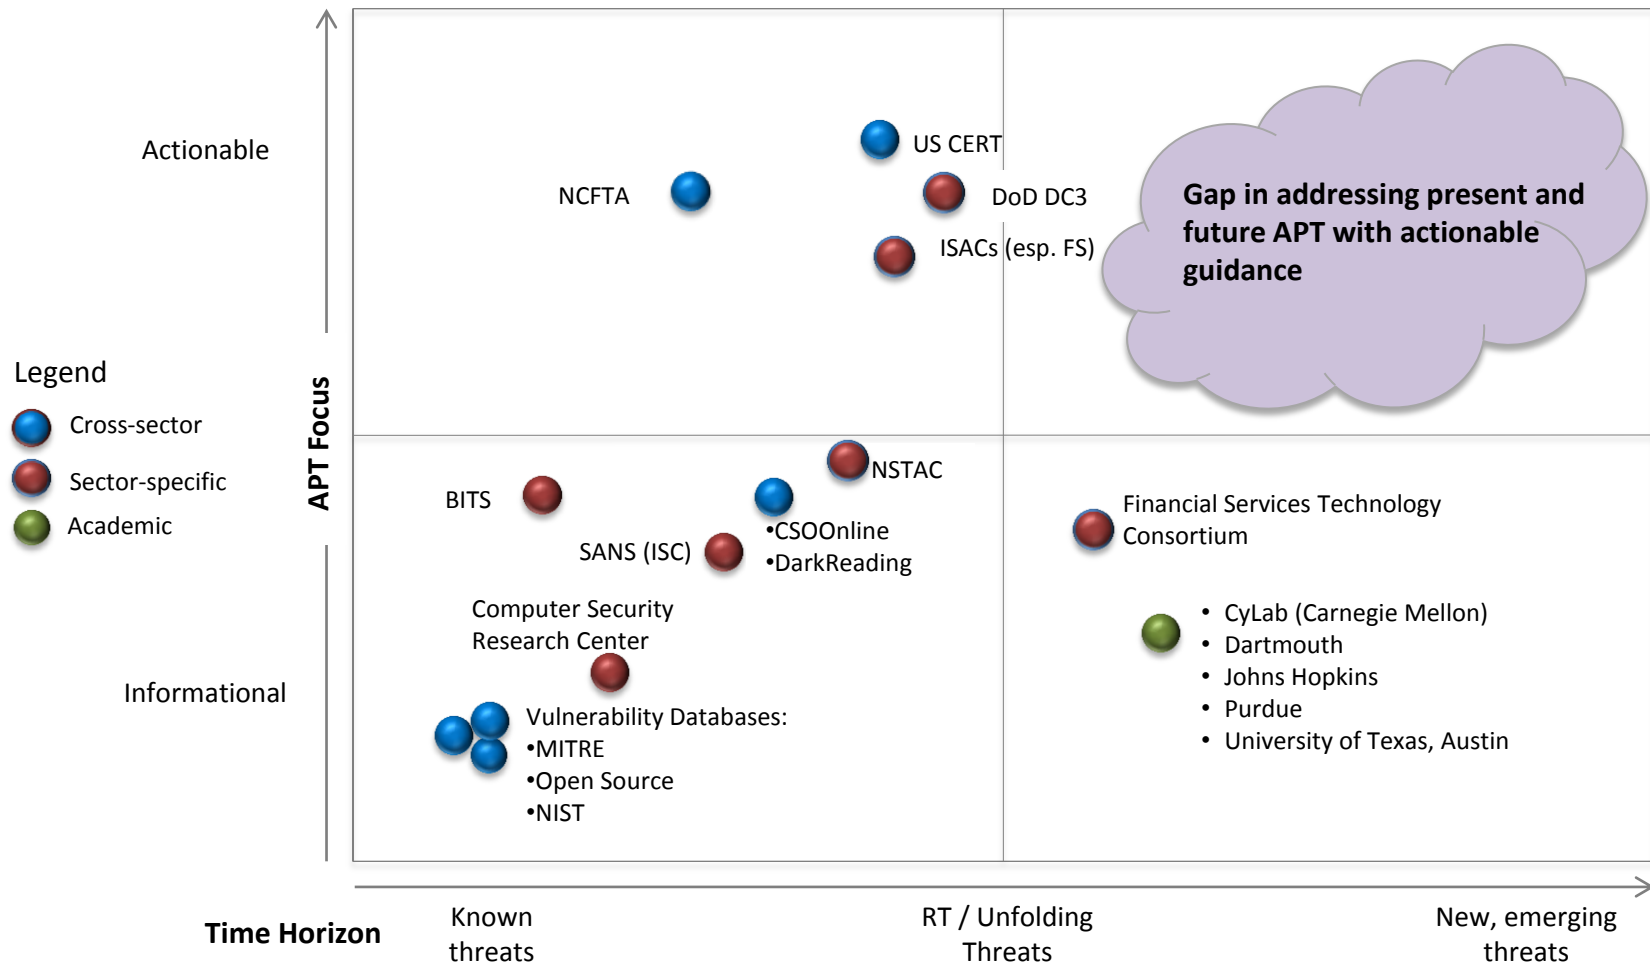 Actionable
US CERT
NCFTA
DoD DC3
ISACs (esp. FS)
Gap in addressing present and
future APT with actionable
guidance
Legend
Cross-sector
Sector-specific
Academic
APT Focus
NSTAC
BITS
•CSOOnline
•DarkReading
SANS (ISC)
Financial Services Technology
Consortium
Computer Security
Research Center
• CyLab (Carnegie Mellon)
• Dartmouth
• Johns Hopkins
• Purdue
• University of Texas, Austin
Informational
Vulnerability Databases:
•MITRE
•Open Source
•NIST
Time Horizon
Known
threats
RT / Unfolding
Threats
New, emerging
threats